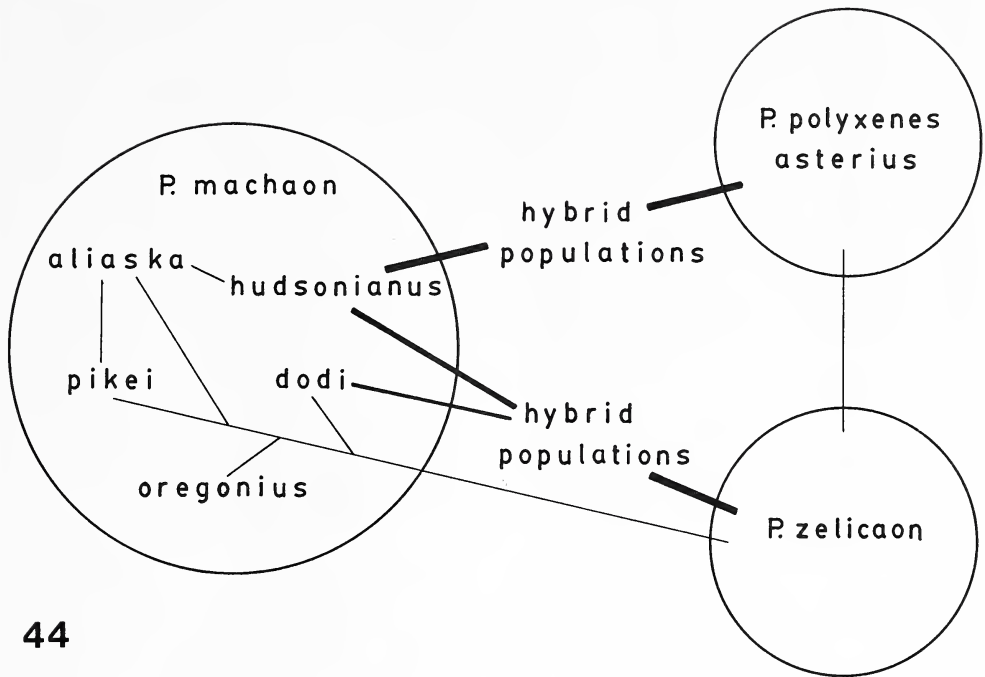 P. polyxenes
asterius
P. machaon
hybrid
populations
aliaska
hudsonianus
pikei
dodi
hybrid
populations
oregonius
P. zelicaon
44